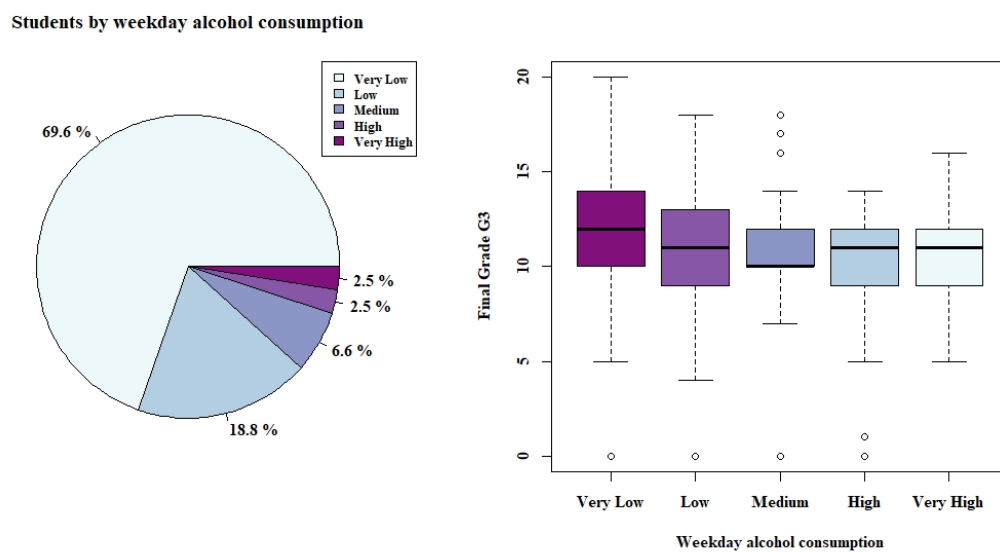 Students by weekday alcohol consumption
Very Low
Low
Medium
High
Very High
69.6 %
2.5 %
2.5 %
6.6 %
18.8 %
Final Grade G3
20
15
10
5
0
Very Low
Low
Medium
High
Very High
Weekday alcohol consumption